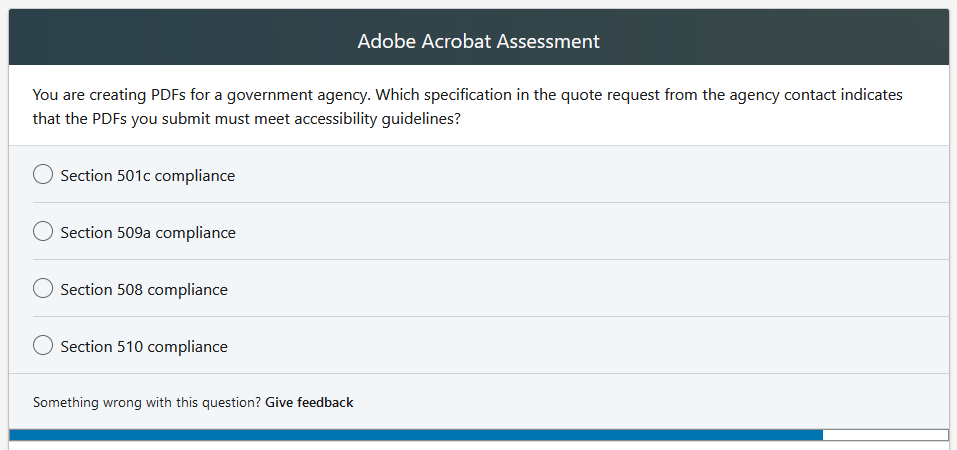 Adobe Acrobat Assessment
You are creating PDFs for a government agency. Which specification in the quote request from the agency contact indicates
that the PDFs you submit must meet accessibility guidelines?
Section 501c compliance
Section 509a compliance
Section 508 compliance
Section 510 compliance
Something wrong with this question? Give feedback